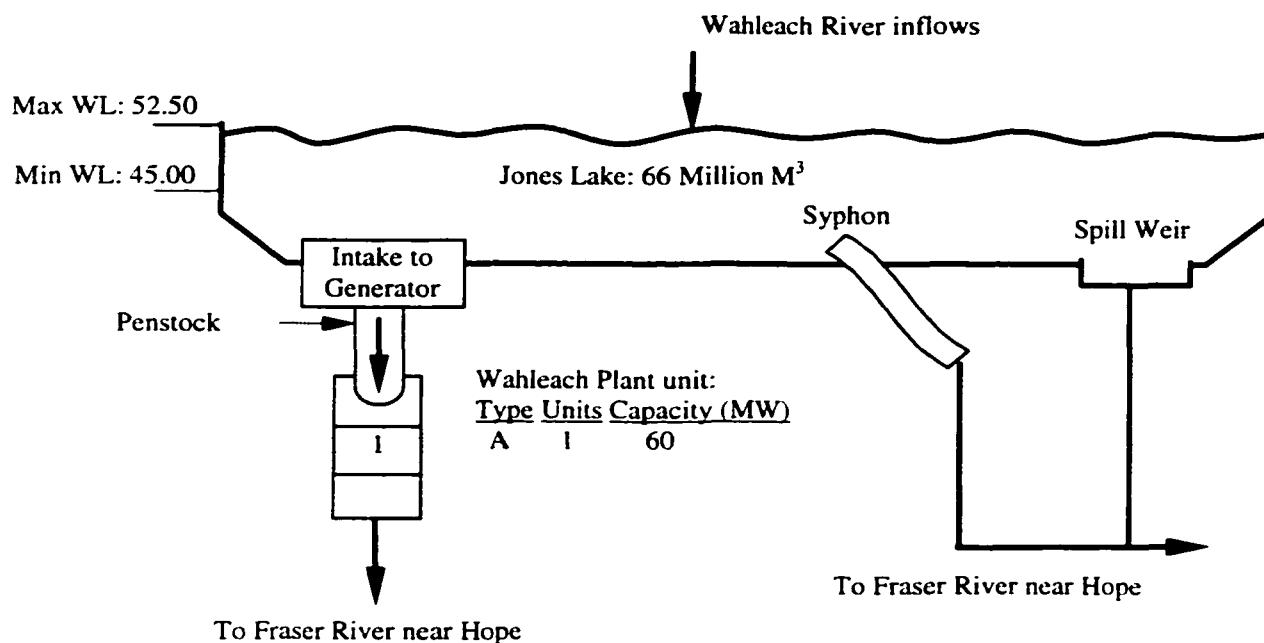 Wahleach River inflows
Max WL: 52.50
Min WL: 45.00
Jones Lake: 66 Million M³
Syphon
Spill Weir
Intake to
Generator
Penstock
Wahleach Plant unit:
Type Units Capacity (MW)
A 1 60
1
To Fraser River near Hope
To Fraser River near Hope